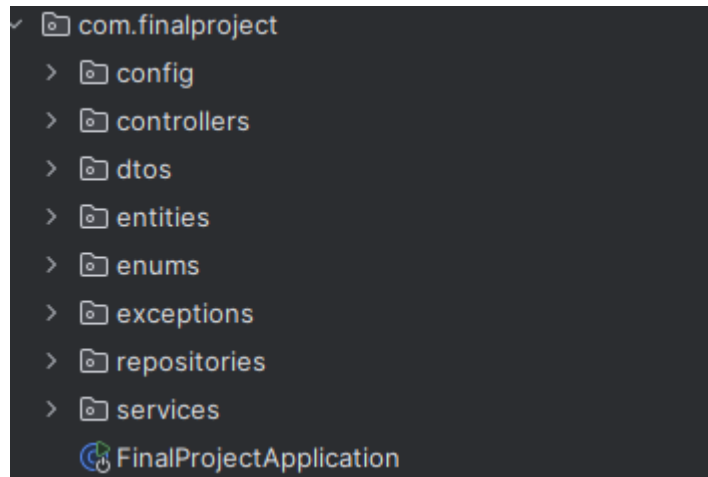 com.finalproject
config
controllers
dtos
entities
enums
exceptions
repositories
services
FinalProjectApplication